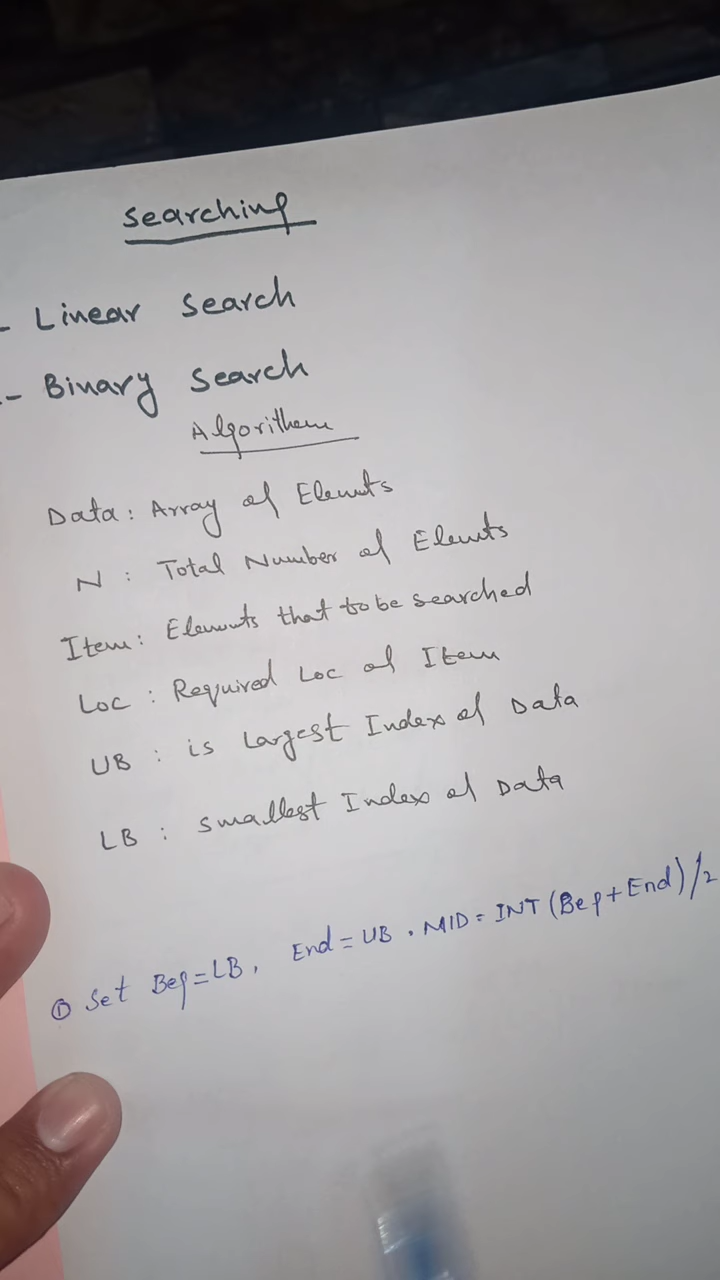 Searching
- Linear Search
- Binary Search
Algorithem
Data: Array of Elements
N : Total Number of Elements
Item: Elements that to be searched
Loc : Required Loc of Item
UB : is Largest Index of Data
LB : Smallest Index of Data
① Set Beg=LB, End=UB. MID=INT(Beg+End)/2